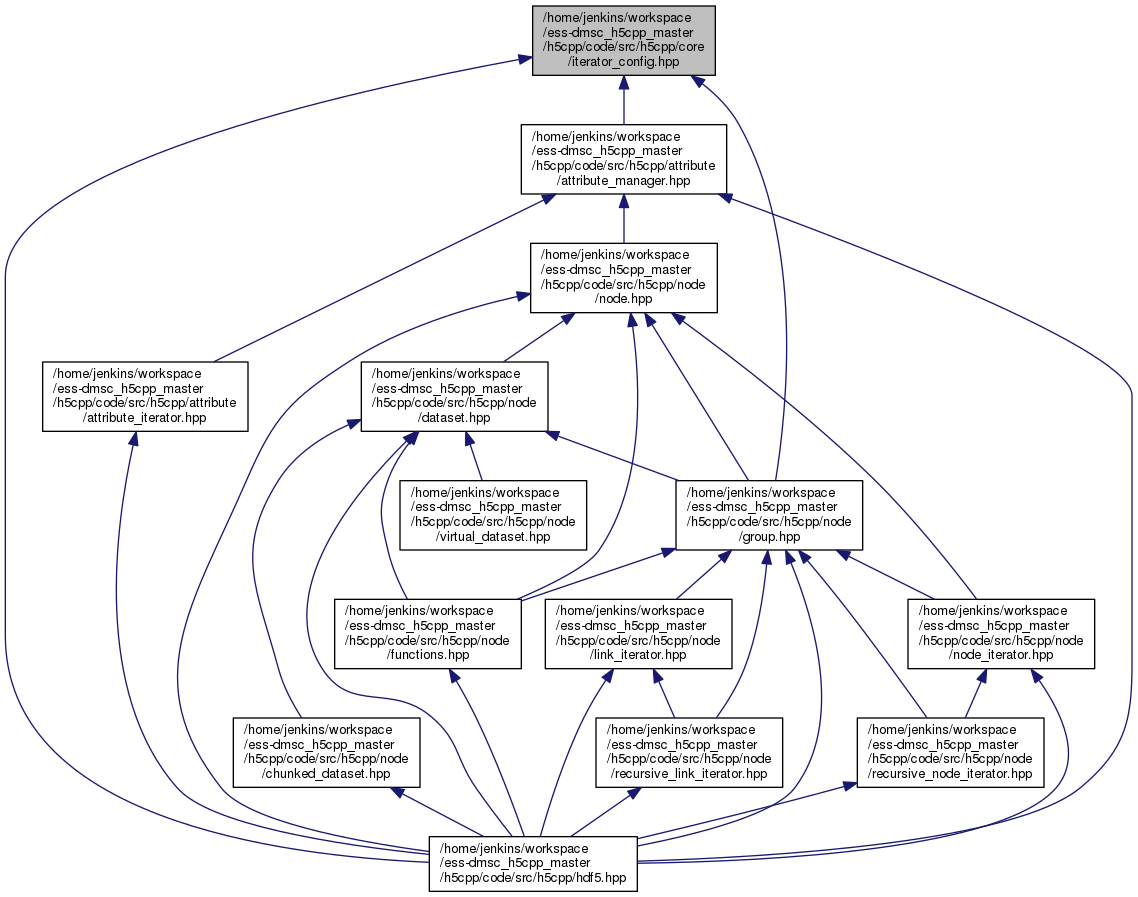 /home/jenkins/workspace
/ess-dmsc_h5cpp_master
/h5cpp/code/src/h5cpp/core
/iterator_config.hpp
/home/jenkins/workspace
/ess-dmsc_h5cpp_master
/h5cpp/code/src/h5cpp/attribute
/attribute_manager.hpp
/home/jenkins/workspace
/ess-dmsc_h5cpp_master
/h5cpp/code/src/h5cpp/node
/node.hpp
/home/jenkins/workspace
/ess-dmsc_h5cpp_master
/h5cpp/code/src/h5cpp/attribute
/attribute_iterator.hpp
/home/jenkins/workspace
/ess-dmsc_h5cpp_master
/h5cpp/code/src/h5cpp/node
/dataset.hpp
/home/jenkins/workspace
/ess-dmsc_h5cpp_master
/h5cpp/code/src/h5cpp/node
/virtual_dataset.hpp
/home/jenkins/workspace
/ess-dmsc_h5cpp_master
/h5cpp/code/src/h5cpp/node
/group.hpp
/home/jenkins/workspace
/ess-dmsc_h5cpp_master
/h5cpp/code/src/h5cpp/node
/functions.hpp
/home/jenkins/workspace
/ess-dmsc_h5cpp_master
/h5cpp/code/src/h5cpp/node
/link_iterator.hpp
/home/jenkins/workspace
/ess-dmsc_h5cpp_master
/h5cpp/code/src/h5cpp/node
/node_iterator.hpp
/home/jenkins/workspace
/ess-dmsc_h5cpp_master
/h5cpp/code/src/h5cpp/node
/chunked_dataset.hpp
/home/jenkins/workspace
/ess-dmsc_h5cpp_master
/h5cpp/code/src/h5cpp/node
/recursive_link_iterator.hpp
/home/jenkins/workspace
/ess-dmsc_h5cpp_master
/h5cpp/code/src/h5cpp/node
/recursive_node_iterator.hpp
/home/jenkins/workspace
/ess-dmsc_h5cpp_master
/h5cpp/code/src/h5cpp/hdf5.hpp